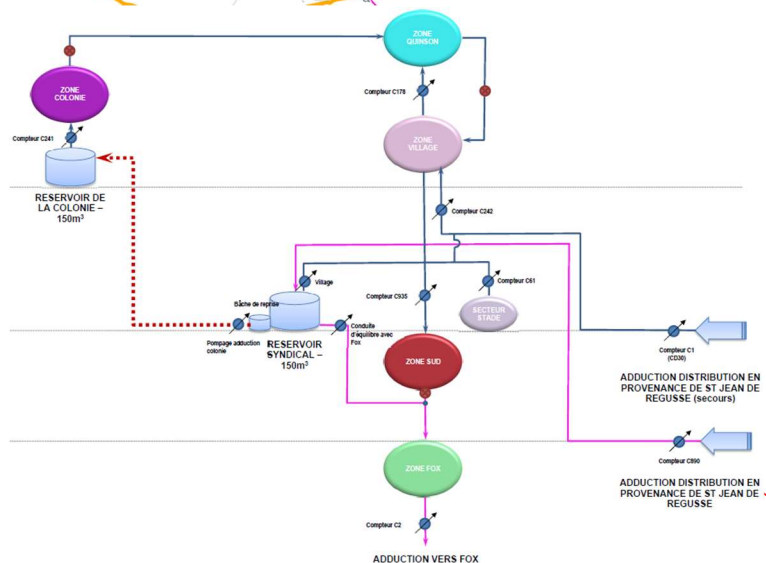 ZONE
QUINSON
ZONE
COLONIE
Compteur C178
Compteur C241
ZONE
VILLAGE
RESERVOIR DE
LA COLONIE –
150m³
Compteur C242
Village
Compteur C61
Compteur C935
Bâche de reprise
SECTEUR
STADE
Pompage adduction
colonie
RESERVOIR
SYNDICAL –
150m³
Conduite
d'équilibre avec
Fox
ZONE SUD
Compteur C1
(CD30)
ADDUCTION DISTRIBUTION EN
PROVENANCE DE ST JEAN DE
REGUSSE (secours)
ZONE FOX
Compteur C890
ADDUCTION DISTRIBUTION EN
PROVENANCE DE ST JEAN DE
REGUSSE
Compteur C2
ADDUCTION VERS FOX